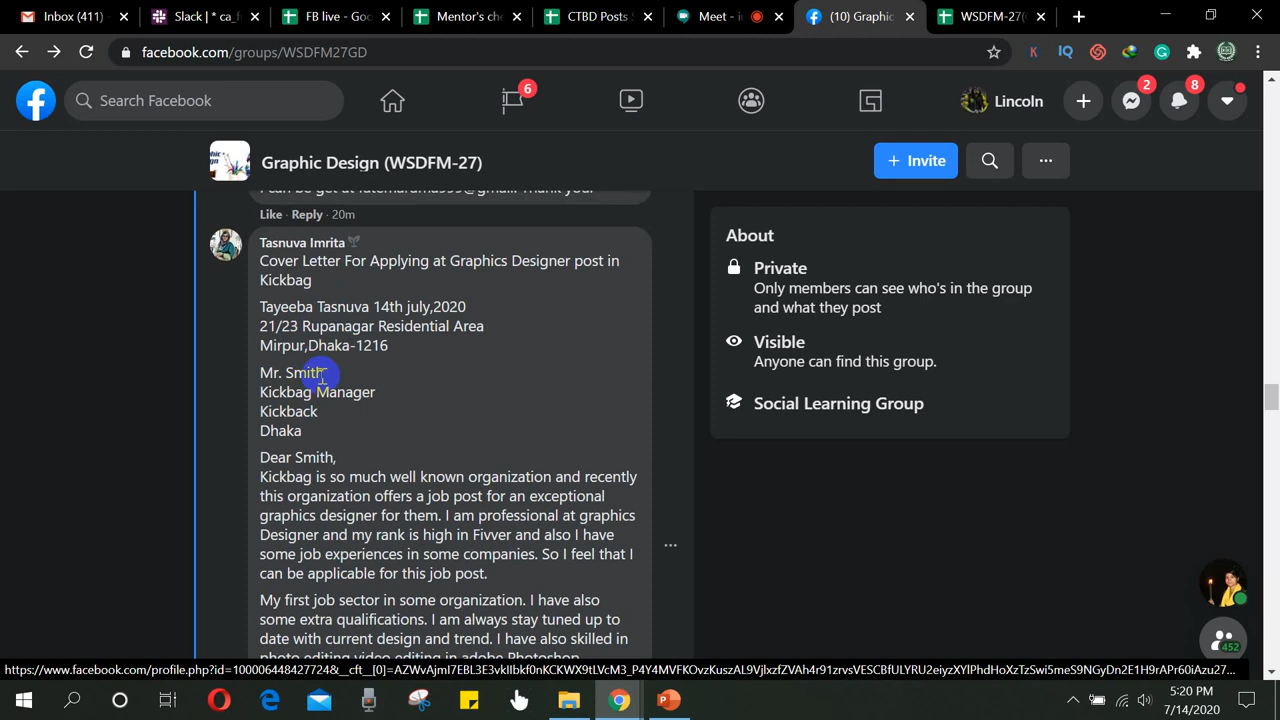 Inbox (411)
Slack | * ca_f
FB live - Goo
Mentor's che
CTBD Posts S
Meet - i
(10) Graphic
WSDFM-27(
facebook.com/groups/WSDFM27GD
Search Facebook
6
Lincoln
2
8
Graphic Design (WSDFM-27)
+ Invite
Like · Reply · 20m
Tasnuva Imrita
Cover Letter For Applying at Graphics Designer post in
Kickbag
Tayeeba Tasnuva 14th july,2020
21/23 Rupanagar Residential Area
Mirpur,Dhaka-1216
Mr. Smith
Kickbag Manager
Kickback
Dhaka
Dear Smith,
Kickbag is so much well known organization and recently
this organization offers a job post for an exceptional
graphics designer for them. I am professional at graphics
Designer and my rank is high in Fivver and also I have
some job experiences in some companies. So I feel that I
can be applicable for this job post.
My first job sector in some organization. I have also
some extra qualifications. I am always stay tuned up to
date with current design and trend. I have also skilled in
photo editing video editing in adobe Photoshop
About
Private
Only members can see who's in the group
and what they post
Visible
Anyone can find this group.
Social Learning Group
452
5:20 PM
7/14/2020